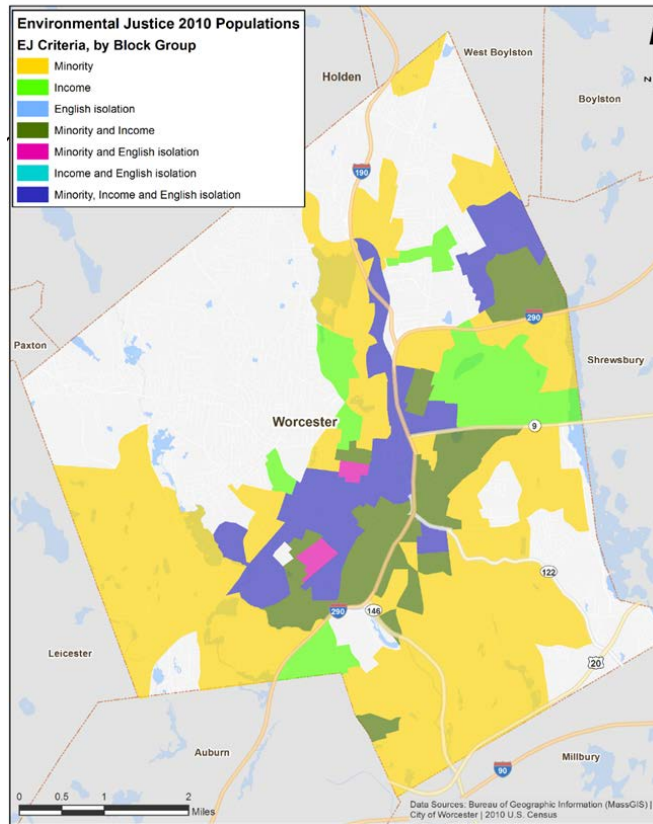 Environmental Justice 2010 Populations
EJ Criteria, by Block Group
Minority
Income
English isolation
Minority and Income
Minority and English isolation
Income and English isolation
Minority, Income and English isolation
West Boylston
Holden
Boylston
190
290
Paxton
Shrewsbury
Worcester
9
122
290
146
20
Leicester
Auburn
Millbury
90
0 0.5 1 2
Miles
Data Sources: Bureau of Geographic Information (MassGIS) |
City of Worcester | 2010 U.S. Census